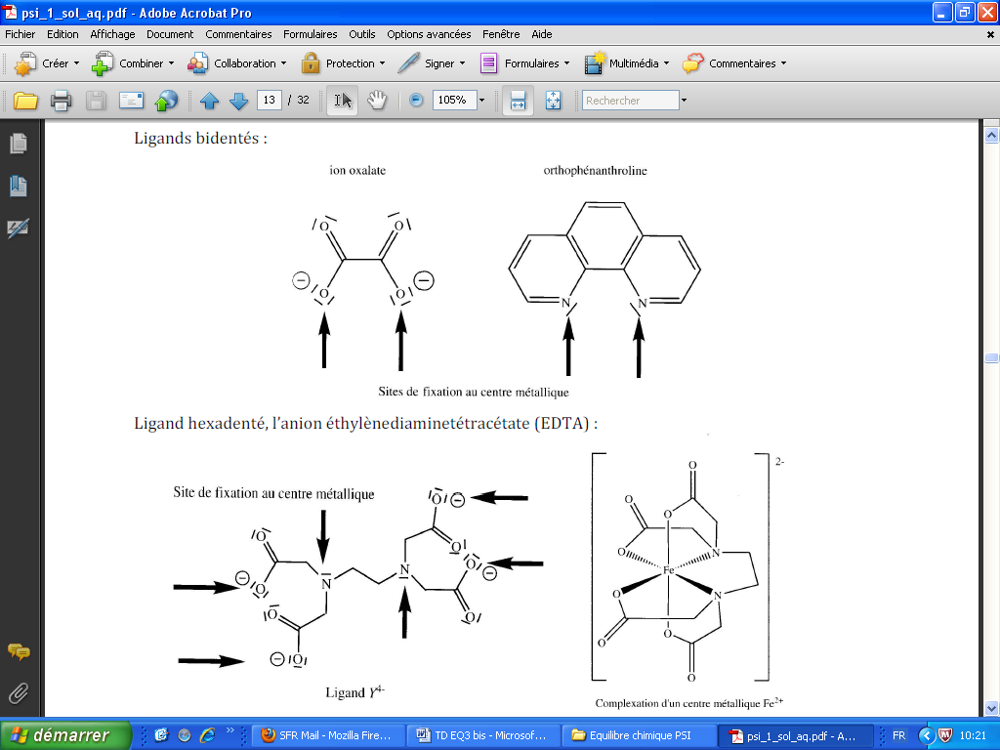 psi_1_sol_aq.pdf - Adobe Acrobat Pro
Fichier Edition Affichage Document Commentaires Formulaires Outils Options avancées Fenêtre Aide
Créer Combiner Collaboration Protection Signer Formulaires Multimédia Commentaires
13 / 32 105% Rechercher
Ligands bidentés :
ion oxalate orthophénanthroline
O O
O O N N
Sites de fixation au centre métallique
Ligand hexadenté, l'anion éthylènediaminetétracétate (EDTA) :
2-
Site de fixation au centre métallique
O O O O O N N O O O O
O O O O N Fe N O O O O
Ligand Y4-
Complexation d'un centre métallique Fe2+
démarrer SFR Mail - Mozilla Fire... TD EQ3 bis - Microsof... Equilibre chimique PSI psi_1_sol_aq.pdf - A... FR 10:21